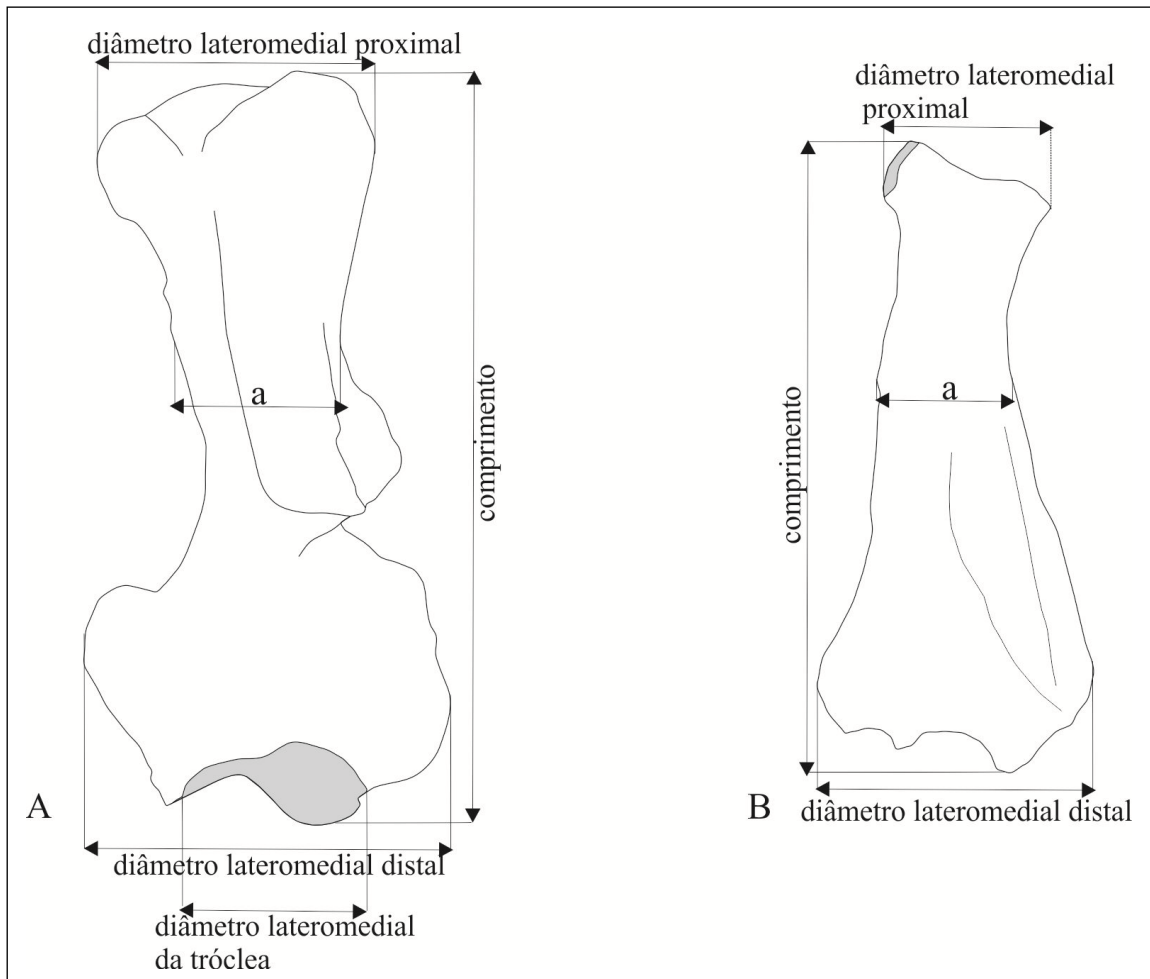 diâmetro lateromedial proximal
a
comprimento
A
diâmetro lateromedial distal
diâmetro lateromedial
da tróclea
diâmetro lateromedial
proximal
a
comprimento
B
diâmetro lateromedial distal